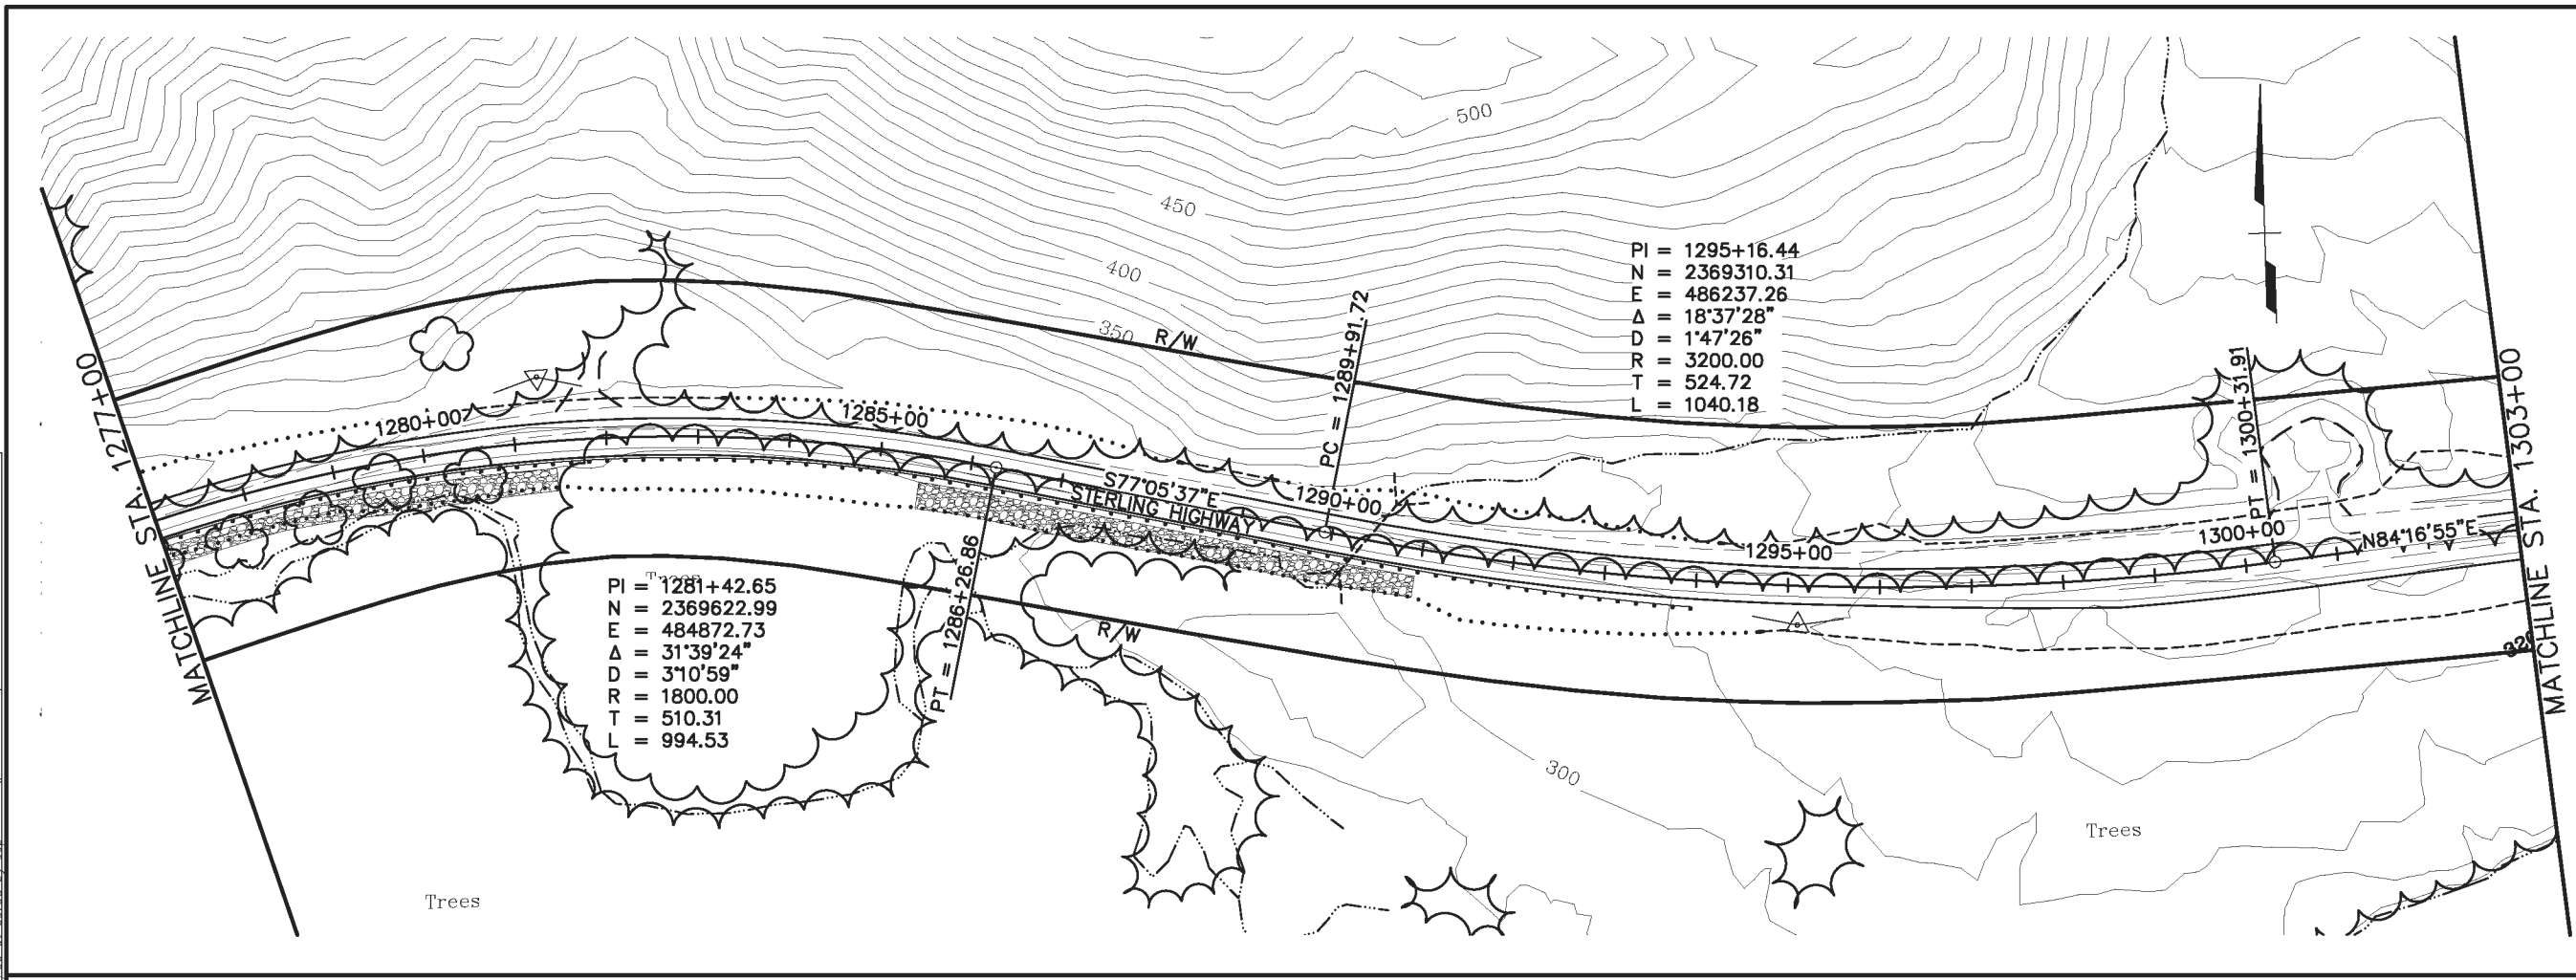 500
450
400
350
R/W
PC = 1289+91.72
PI = 1295+16.44
N = 2369310.31
E = 486237.26
Δ = 18°37'28"
D = 1°47'26"
R = 3200.00
T = 524.72
L = 1040.18
PT = 1300+31.91
MATCHLINE STA. 1277+00
1280+00
1285+00
S77°05'37"E
STERLING HIGHWAY
1290+00
1295+00
1300+00
N84°16'55"E
MATCHLINE STA. 1303+00
Trees
PI = 1281+42.65
N = 2369622.99
E = 484872.73
Δ = 31°39'24"
D = 3°10'59"
R = 1800.00
T = 510.31
L = 994.53
PT = 1286+26.86
R/W
300
Trees
Trees